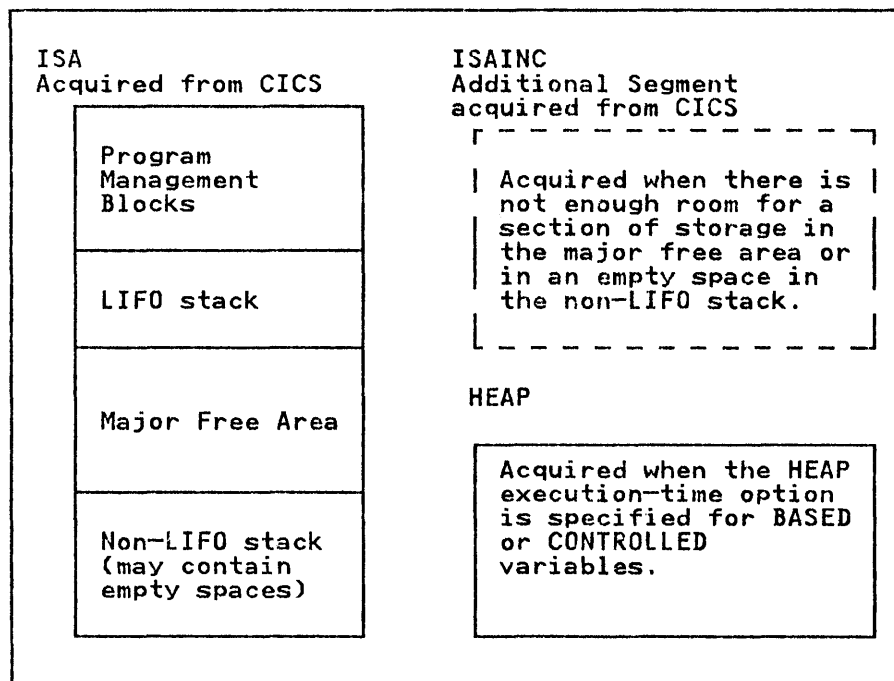 ISA
Acquired from CICS
Program
Management
Blocks
LIFO stack
Major Free Area
Non-LIFO stack
(may contain
empty spaces)
ISAINC
Additional Segment
acquired from CICS
Acquired when there is
not enough room for a
section of storage in
the major free area or
in an empty space in
the non-LIFO stack.
HEAP
Acquired when the HEAP
execution-time option
is specified for BASED
or CONTROLLED
variables.